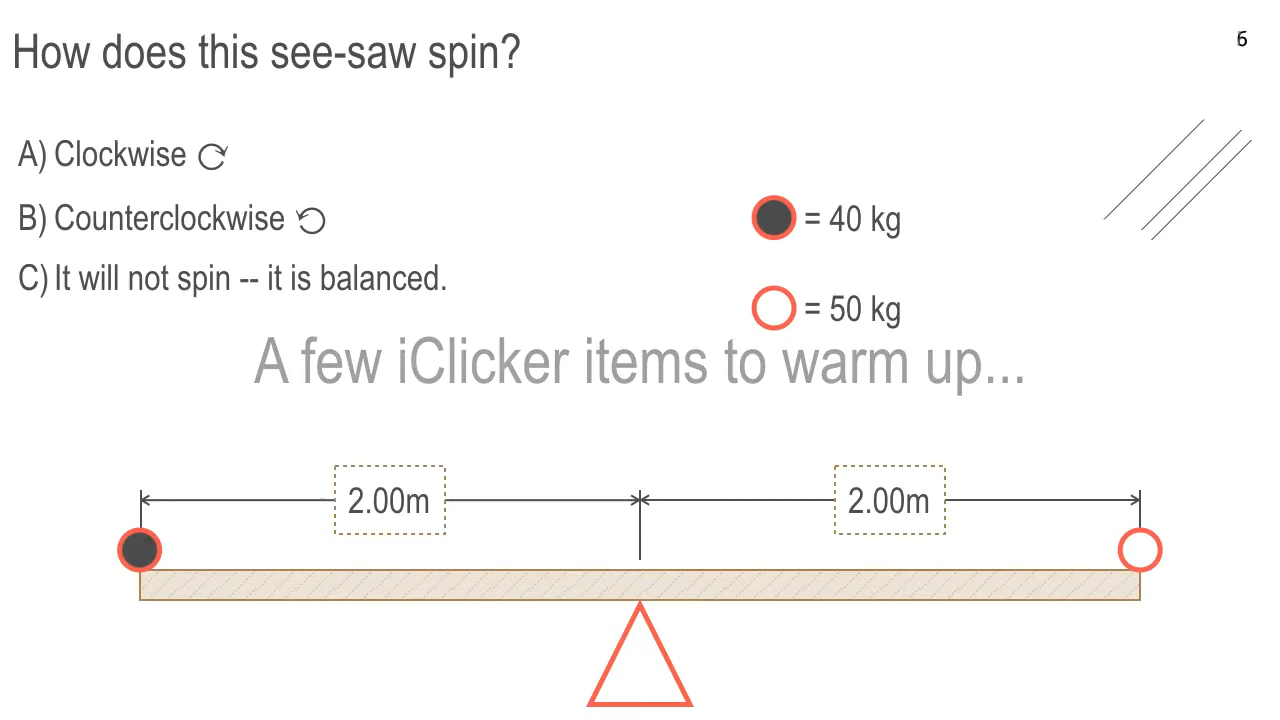 How does this see-saw spin?
6
A) Clockwise
B) Counterclockwise
C) It will not spin -- it is balanced.
= 40 kg
= 50 kg
A few iClicker items to warm up...
2.00m
2.00m